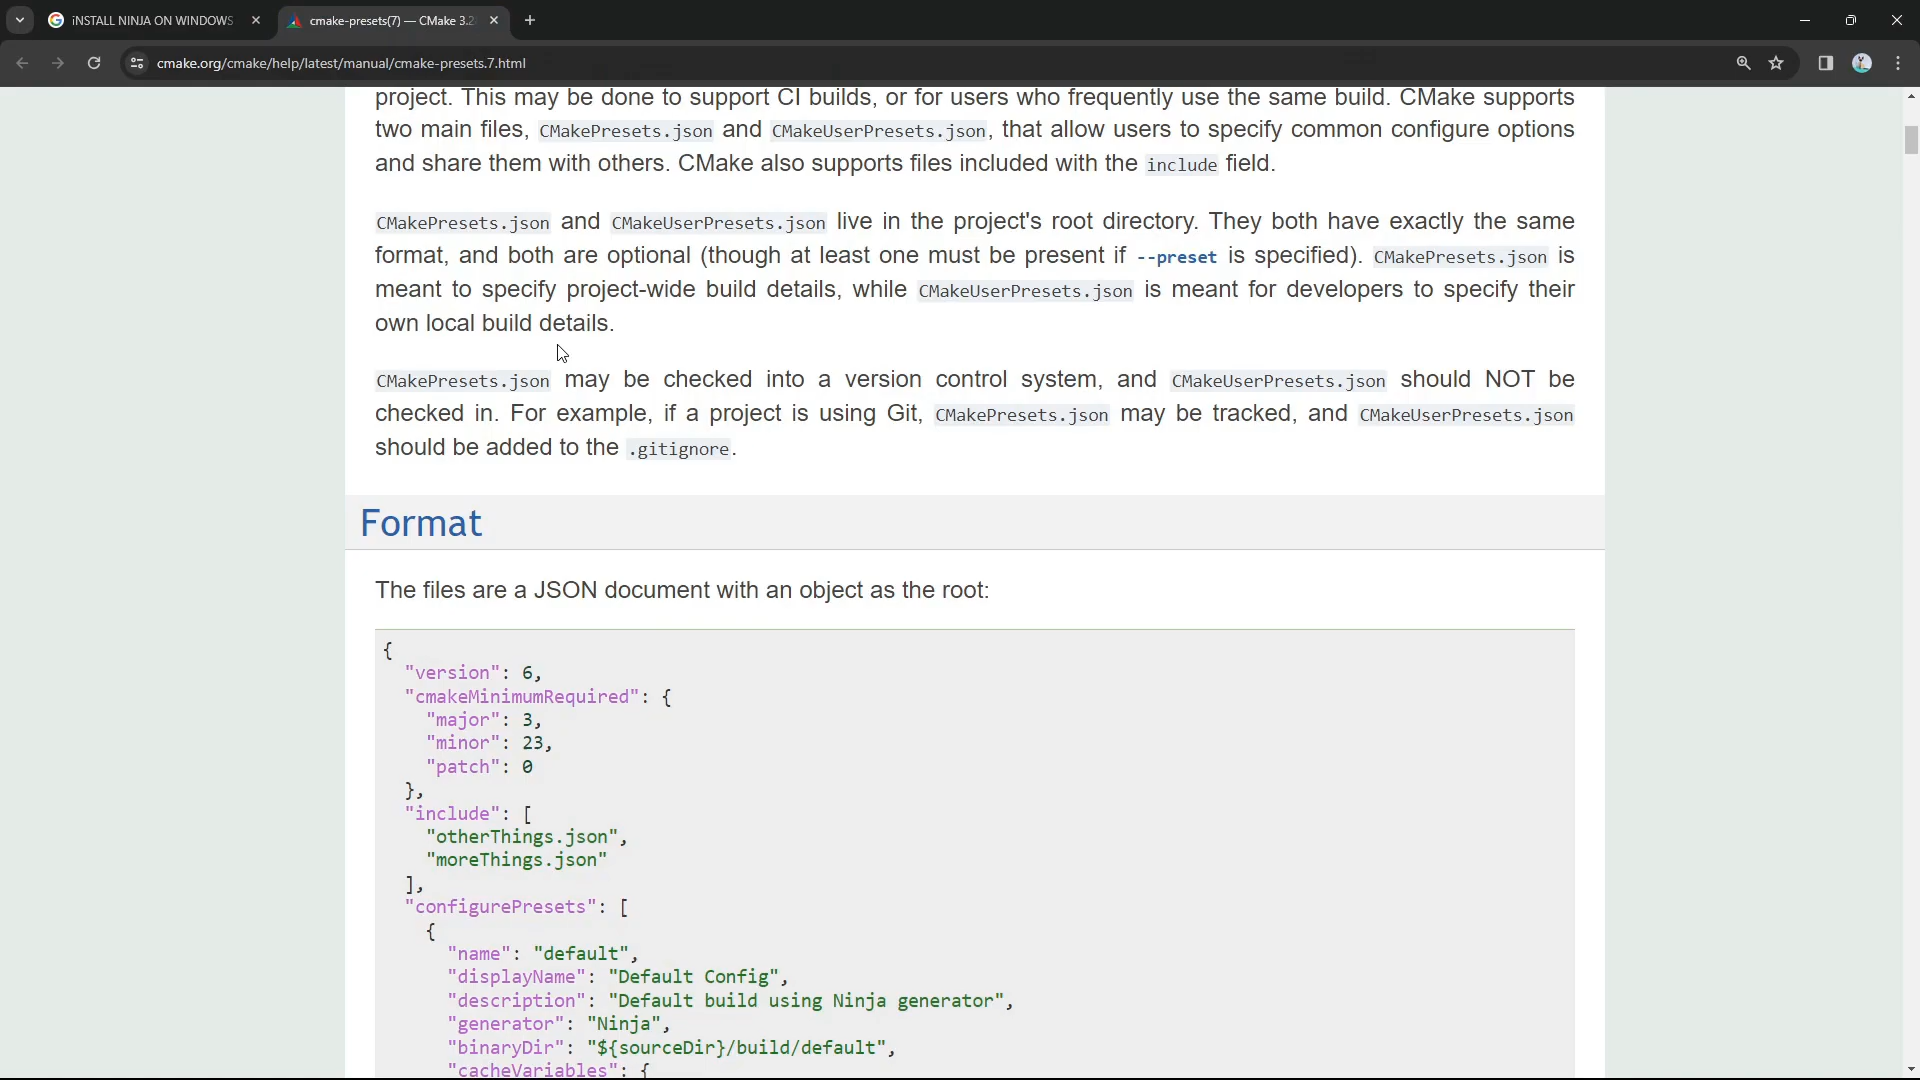 iNSTALL NINJA ON WINDOWS
cmake-presets(7) — CMake 3.2
cmake.org/cmake/help/latest/manual/cmake-presets.7.html
project. This may be done to support CI builds, or for users who frequently use the same build. CMake supports
two main files, CMakePresets.json and CMakeUserPresets.json, that allow users to specify common configure options
and share them with others. CMake also supports files included with the include field.
CMakePresets.json and CMakeUserPresets.json live in the project's root directory. They both have exactly the same
format, and both are optional (though at least one must be present if --preset is specified). CMakePresets.json is
meant to specify project-wide build details, while CMakeUserPresets.json is meant for developers to specify their
own local build details.
CMakePresets.json may be checked into a version control system, and CMakeUserPresets.json should NOT be
checked in. For example, if a project is using Git, CMakePresets.json may be tracked, and CMakeUserPresets.json
should be added to the .gitignore.
Format
The files are a JSON document with an object as the root:
{
"version": 6,
"cmakeMinimumRequired": {
"major": 3,
"minor": 23,
"patch": 0
},
"include": [
"otherThings.json",
"moreThings.json"
],
"configurePresets": [
{
"name": "default",
"displayName": "Default Config",
"description": "Default build using Ninja generator",
"generator": "Ninja",
"binaryDir": "${sourceDir}/build/default",
"cacheVariables": {